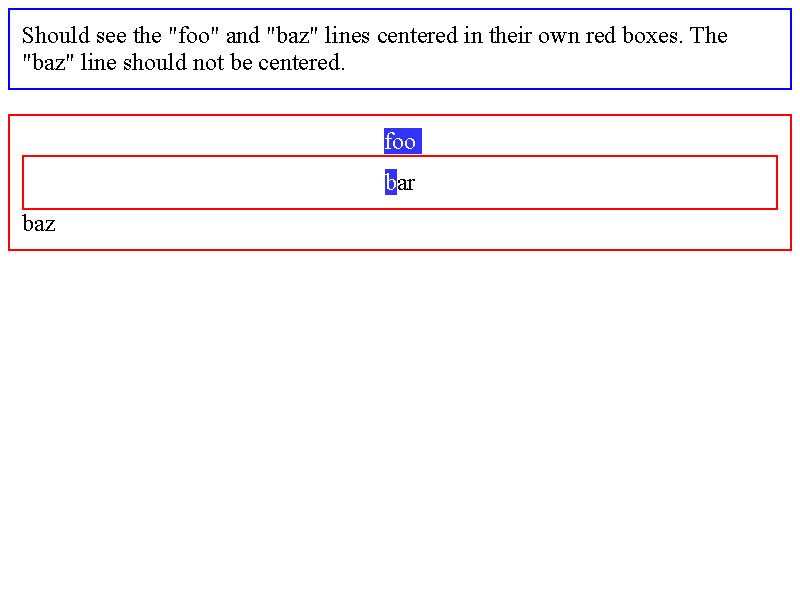 Should see the "foo" and "baz" lines centered in their own red boxes. The
"baz" line should not be centered.
foo
bar
baz